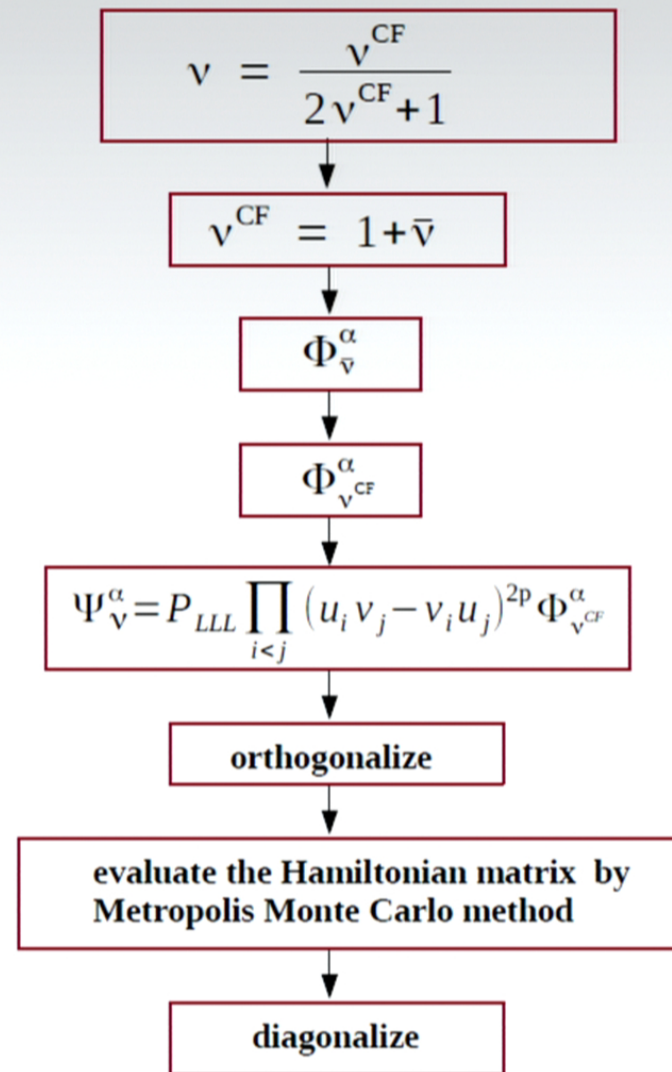 ν = ν^CF / (2ν^CF+1)
ν^CF = 1+ν̄
Φ^α_ν̄
Φ^α_ν^CF
Ψ^α_ν = P_LLL ∏_i<j (u_i v_j − v_i u_j)^2p Φ^α_ν^CF
orthogonalize
evaluate the Hamiltonian matrix by
Metropolis Monte Carlo method
diagonalize